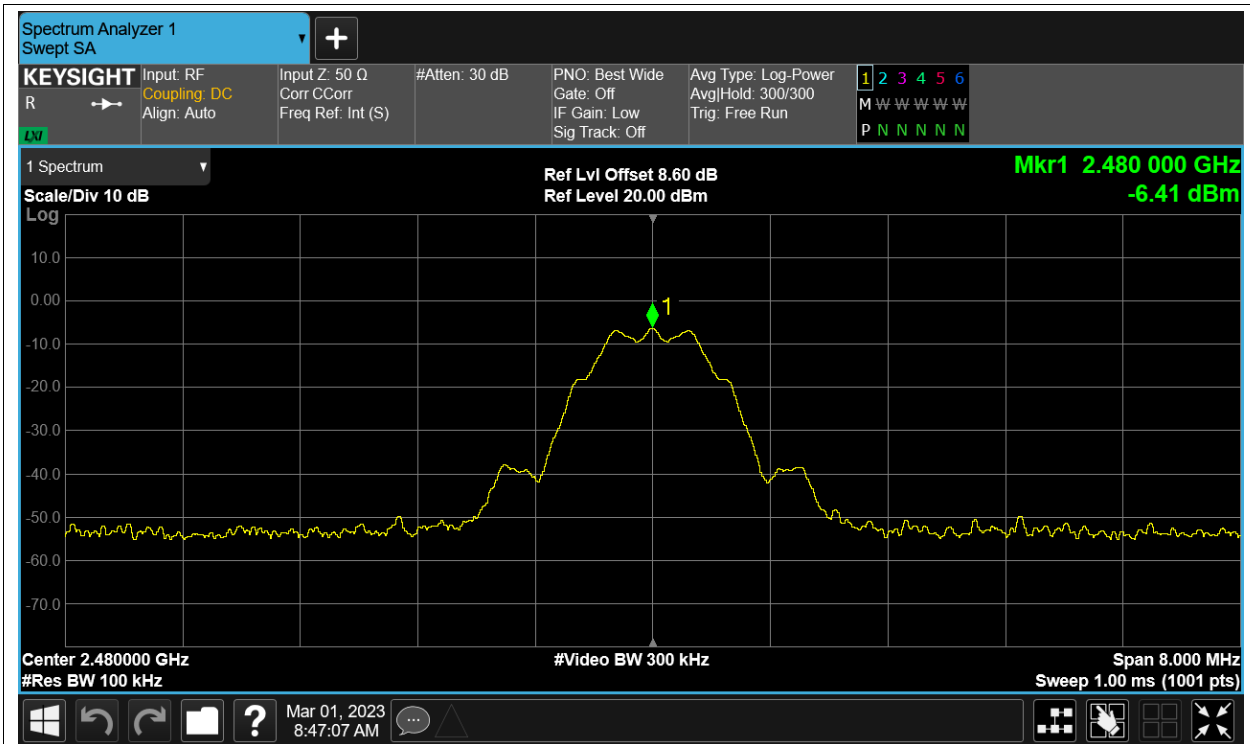 Spectrum Analyzer 1
Swept SA
KEYSIGHT
R
LXI
Input: RF
Coupling: DC
Align: Auto
Input Z: 50 Ω
Corr CCorr
Freq Ref: Int (S)
#Atten: 30 dB
PNO: Best Wide
Gate: Off
IF Gain: Low
Sig Track: Off
Avg Type: Log-Power
Avg|Hold: 300/300
Trig: Free Run
1 2 3 4 5 6
M W W W W W
P N N N N N
1 Spectrum
Scale/Div 10 dB
Log
Ref Lvl Offset 8.60 dB
Ref Level 20.00 dBm
Mkr1 2.480 000 GHz
-6.41 dBm
10.0
0.00
-10.0
-20.0
-30.0
-40.0
-50.0
-60.0
-70.0
1
Center 2.480000 GHz
#Res BW 100 kHz
#Video BW 300 kHz
Span 8.000 MHz
Sweep 1.00 ms (1001 pts)
?
Mar 01, 2023
8:47:07 AM